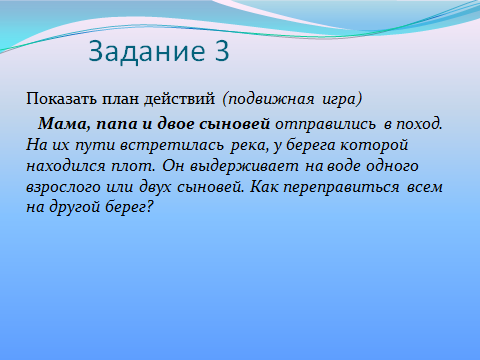 Задание 3
Показать план действий (подвижная игра)
Мама, папа и двое сыновей отправились в поход.
На их пути встретилась река, у берега которой
находился плот. Он выдерживает на воде одного
взрослого или двух сыновей. Как переправиться всем
на другой берег?